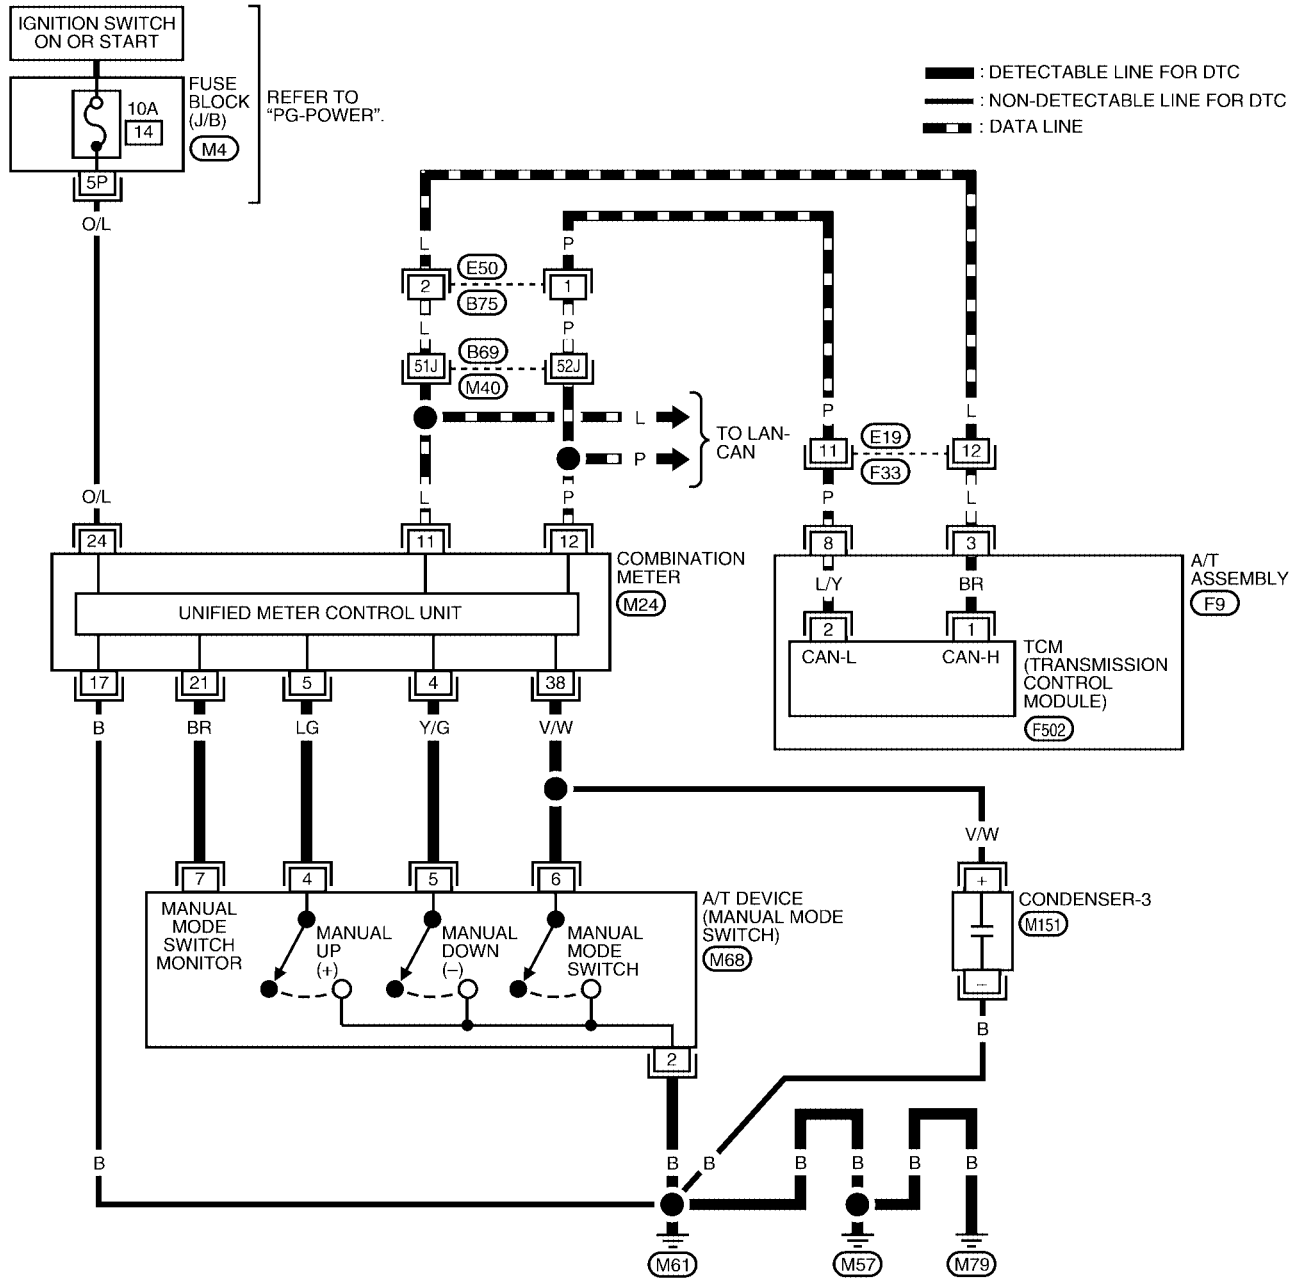 IGNITION SWITCH
ON OR START
FUSE
BLOCK
(J/B)
M4
10A
14
5P
REFER TO
"PG-POWER".
: DETECTABLE LINE FOR DTC
: NON-DETECTABLE LINE FOR DTC
: DATA LINE
O/L
L
P
2
E50
B75
1
L
P
51J
B69
M40
52J
L
P
TO LAN-
CAN
P
L
11
E19
F33
12
O/L
L
P
P
L
24
11
12
8
3
COMBINATION
METER
M24
UNIFIED METER CONTROL UNIT
A/T
ASSEMBLY
F9
L/Y
BR
2
1
CAN-L
CAN-H
TCM
(TRANSMISSION
CONTROL
MODULE)
F502
17
21
5
4
38
B
BR
LG
Y/G
V/W
V/W
7
4
5
6
+
MANUAL
MODE
SWITCH
MONITOR
MANUAL
UP
(+)
MANUAL
DOWN
(–)
MANUAL
MODE
SWITCH
A/T DEVICE
(MANUAL MODE
SWITCH)
M68
CONDENSER-3
M151
–
B
2
B
B
B
B
B
B
B
M61
M57
M79